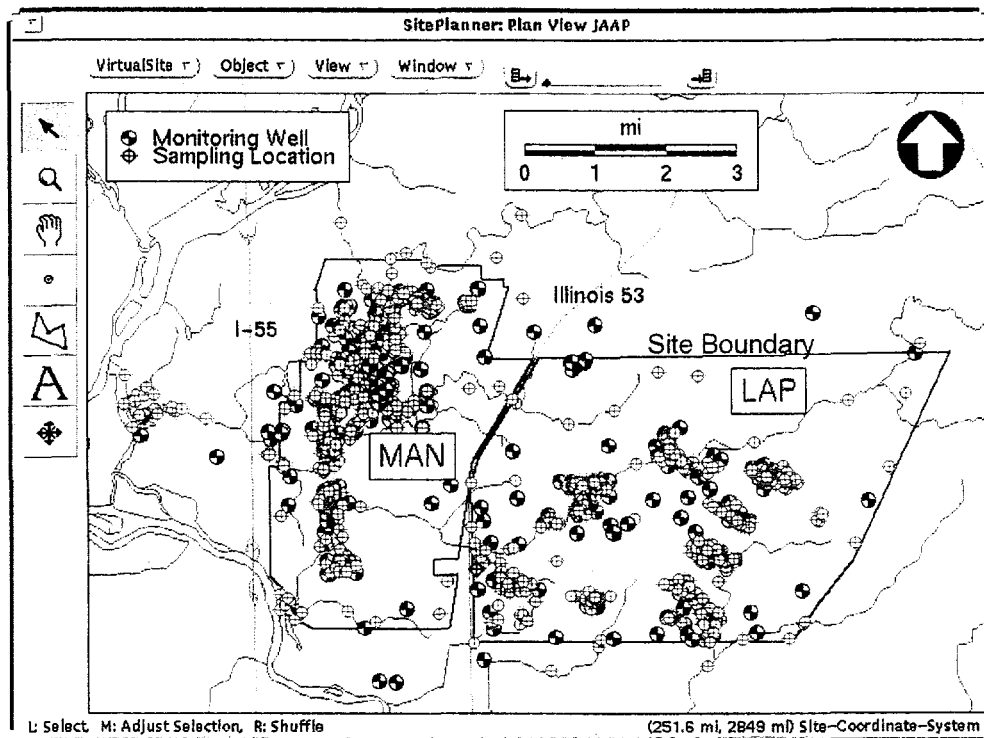 SitePlanner: Plan View JAAP
VirtualSite Object View Window
Monitoring Well
Sampling Location
mi
0 1 2 3
Illinois 53
I-55
Site Boundary
LAP
A
MAN
L: Select, M: Adjust Selection, R: Shuffle
(251.6 mi, 2849 mi) Site-Coordinate-System